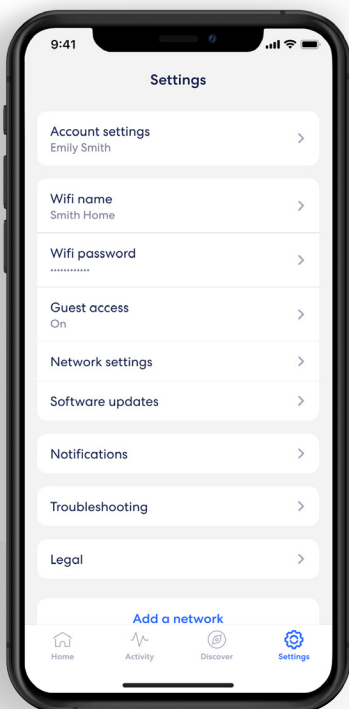 9:41
Settings
Account settings
Emily Smith
Wifi name
Smith Home
Wifi password
············
Guest access
On
Network settings
Software updates
Notifications
Troubleshooting
Legal
Add a network
Home Activity Discover Settings